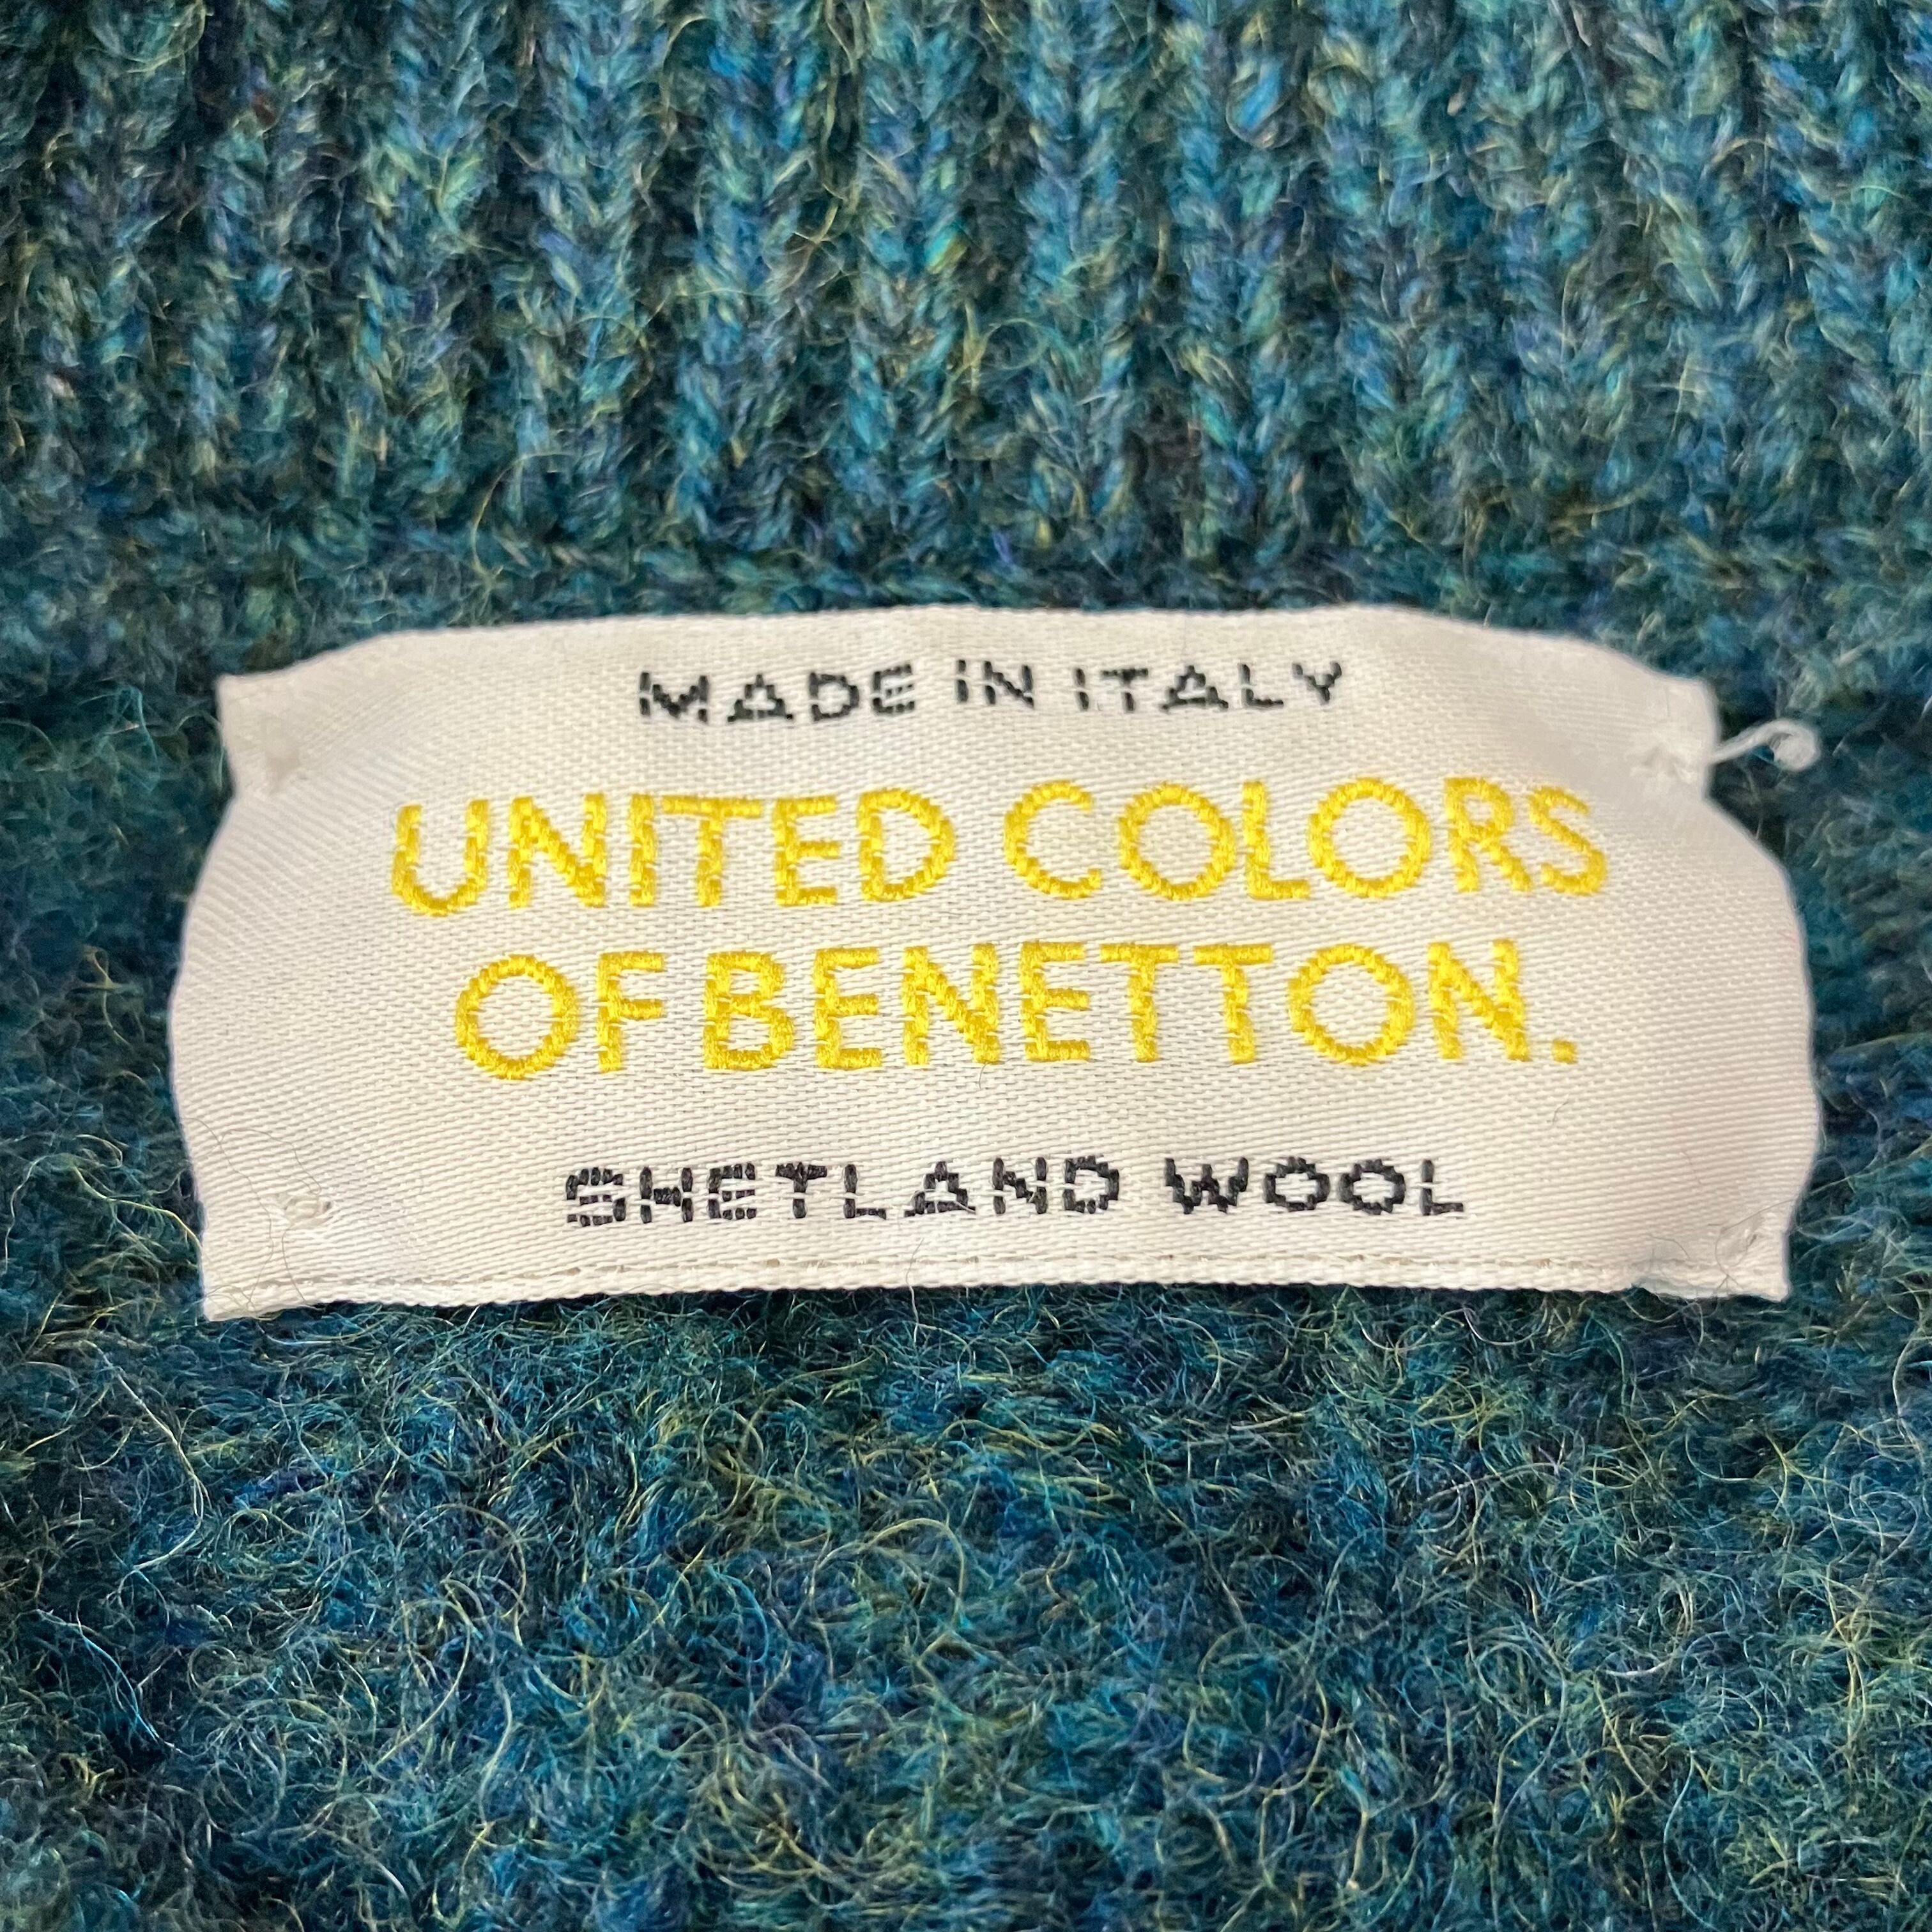 MADE IN ITALY
UNITED COLORS
OF BENETTON.
SHETLAND WOOL